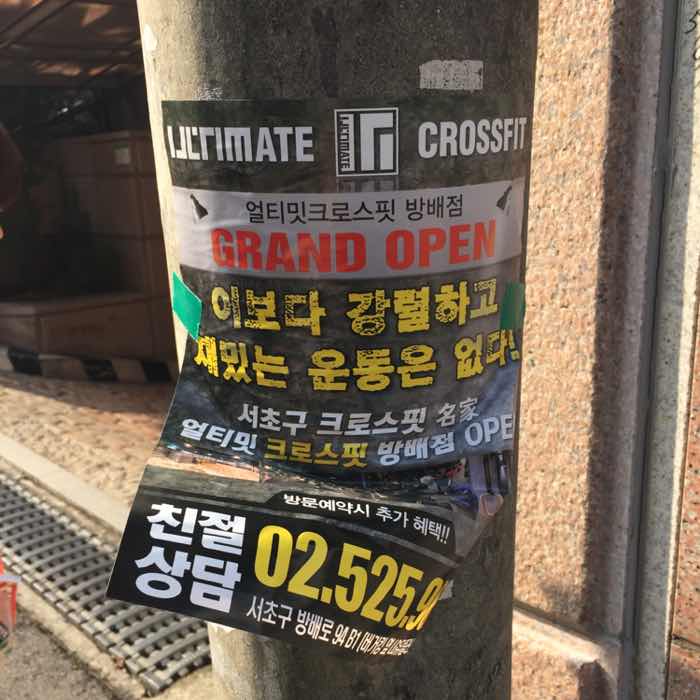 ULTIMATE
ULTIMATE
CROSSFIT
얼티밋크로스핏 방배점
GRAND OPEN
이보다 강렬하고
재밌는 운동은 없다!
서초구 크로스핏 名家
얼티밋 크로스핏 방배점 OPE
방문예약시 추가 혜택!!
친절
상담
02.525.9
서초구 방배로 94 B1